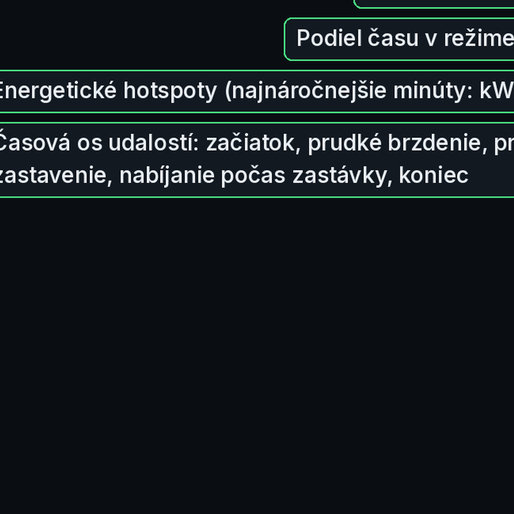 Podiel času v režime
Energetické hotspoty (najnáročnejšie minúty: kW
Časová os udalostí: začiatok, prudké brzdenie,
zastavenie, nabíjanie počas zastávky, koniec